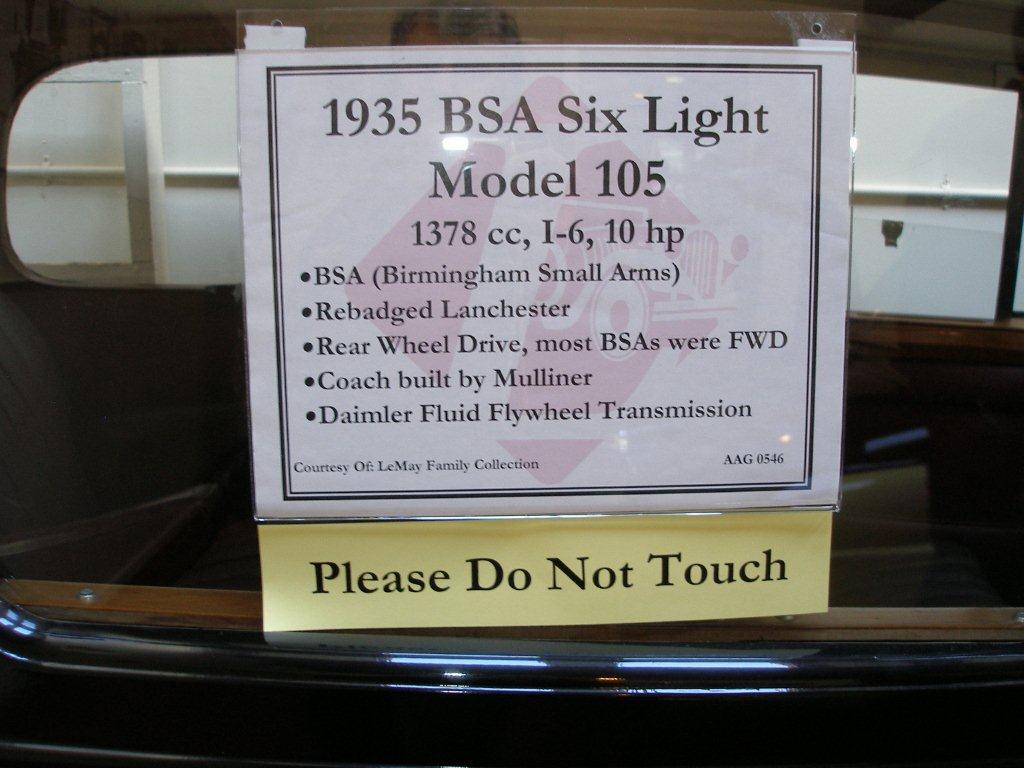 1935 BSA Six Light
Model 105
1378 cc, I-6, 10 hp
•BSA (Birmingham Small Arms)
•Rebadged Lanchester
•Rear Wheel Drive, most BSAs were FWD
•Coach built by Mulliner
•Daimler Fluid Flywheel Transmission
Courtesy Of: LeMay Family Collection AAG 0546
Please Do Not Touch